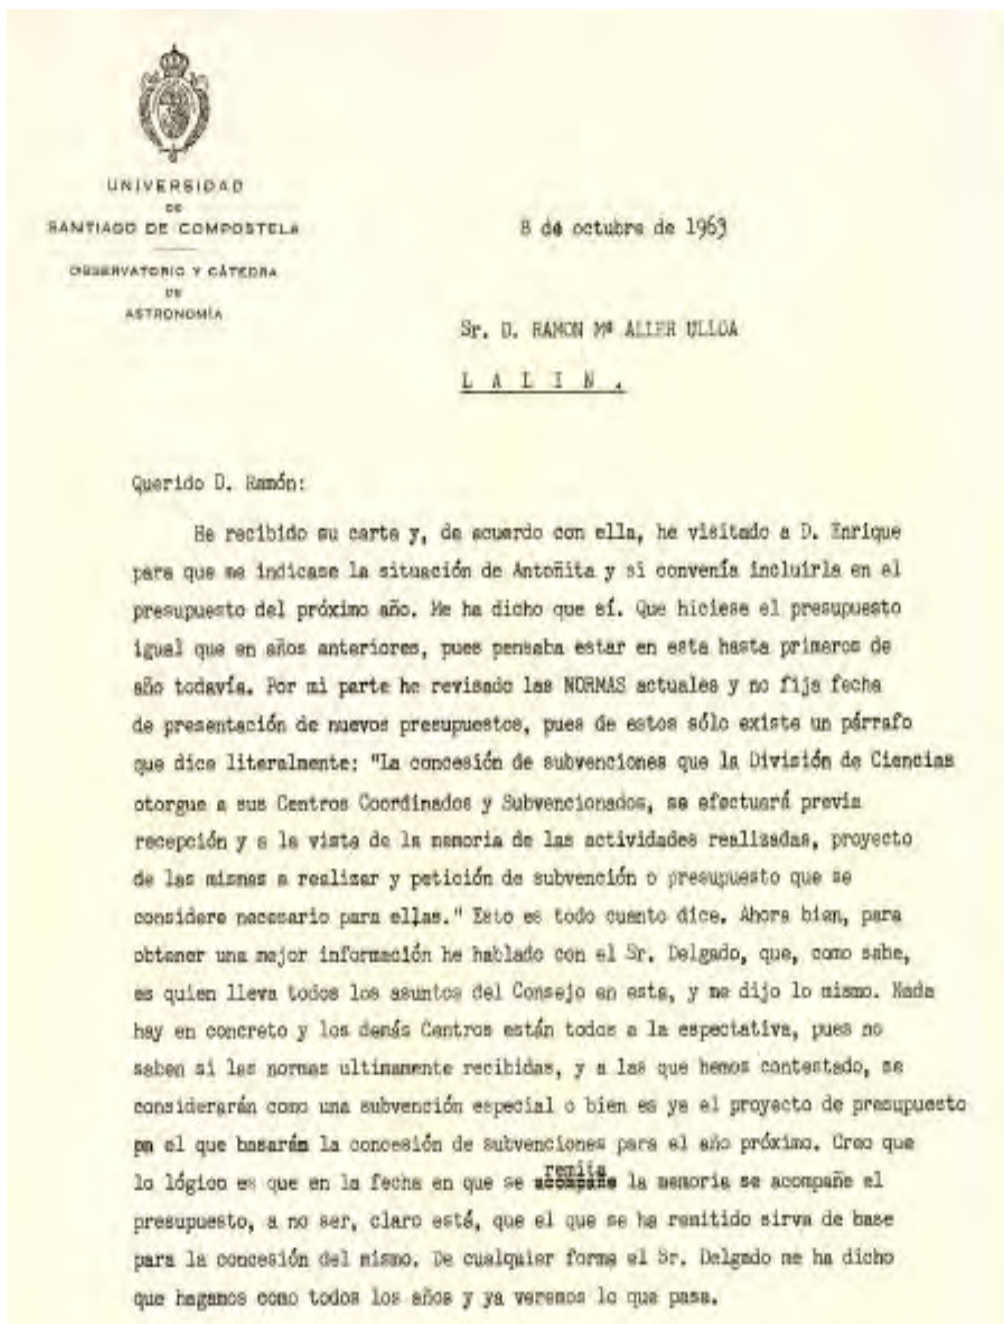 UNIVERSIDAD
DE
SANTIAGO DE COMPOSTELA
OBSERVATORIO Y CÁTEDRA
DE
ASTRONOMÍA
8 de octubre de 1963
Sr. D. RAMON Mª ALLER ULLOA
L A L I N .
Querido D. Ramón:
He recibido su carta y, de acuerdo con ella, he visitado a D. Enrique
para que me indicase la situación de Antoñita y si convenía incluirla en el
presupuesto del próximo año. Me ha dicho que sí. Que hiciese el presupuesto
igual que en años anteriores, pues pensaba estar en esta hasta primeros de
año todavía. Por mi parte he revisado las NORMAS actuales y no fija fecha
de presentación de nuevos presupuestos, pues de estos sólo existe un párrafo
que dice literalmente: "La concesión de subvenciones que la División de Ciencias
otorgue a sus Centros Coordinados y Subvencionados, se efectuará previa
recepción y a la vista de la memoria de las actividades realizadas, proyecto
de las mismas a realizar y petición de subvención o presupuesto que se
considere necesario para ellas." Esto es todo cuanto dice. Ahora bien, para
obtener una mejor información he hablado con el Sr. Delgado, que, como sabe,
es quien lleva todos los asuntos del Consejo en esta, y me dijo lo mismo. Nada
hay en concreto y los demás Centros están todos a la espectativa, pues no
saben si las normas ultimamente recibidas, y a las que hemos contestado, se
considerarán como una subvención especial o bien es ya el proyecto de presupuesto
en el que basarán la concesión de subvenciones para el año próximo. Creo que
lo lógico es que en la fecha en que se remita la memoria se acompañe el
presupuesto, a no ser, claro está, que el que se ha remitido sirva de base
para la concesión del mismo. De cualquier forma el Sr. Delgado me ha dicho
que hagamos como todos los años y ya veremos lo que pasa.